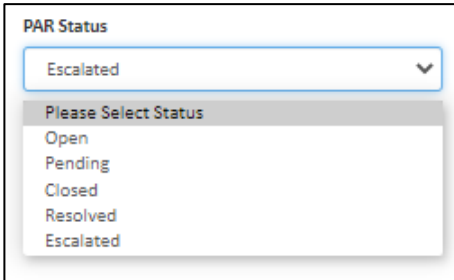 PAR Status
Escalated
Please Select Status
Open
Pending
Closed
Resolved
Escalated